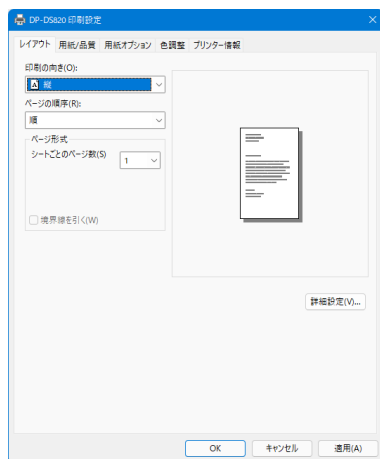 DP-DS820 印刷設定
レイアウト 用紙/品質 用紙オプション 色調整 プリンター情報
印刷の向き(O):
縦
ページの順序(R):
順
ページ形式
シートごとのページ数(S)
1
境界線を引く(W)
詳細設定(V)...
OK キャンセル 適用(A)